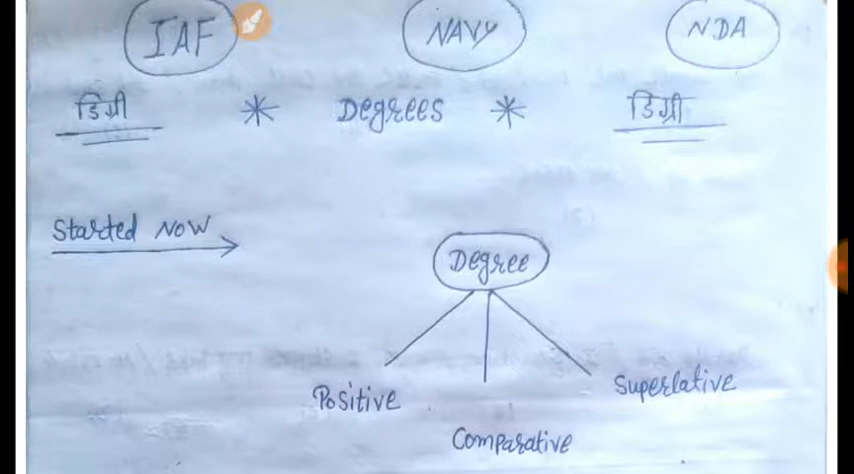 IAF NAVY NDA
डिग्री * Degrees * डिग्री
Started NOW
Degree
Positive
Superlative
Comparative